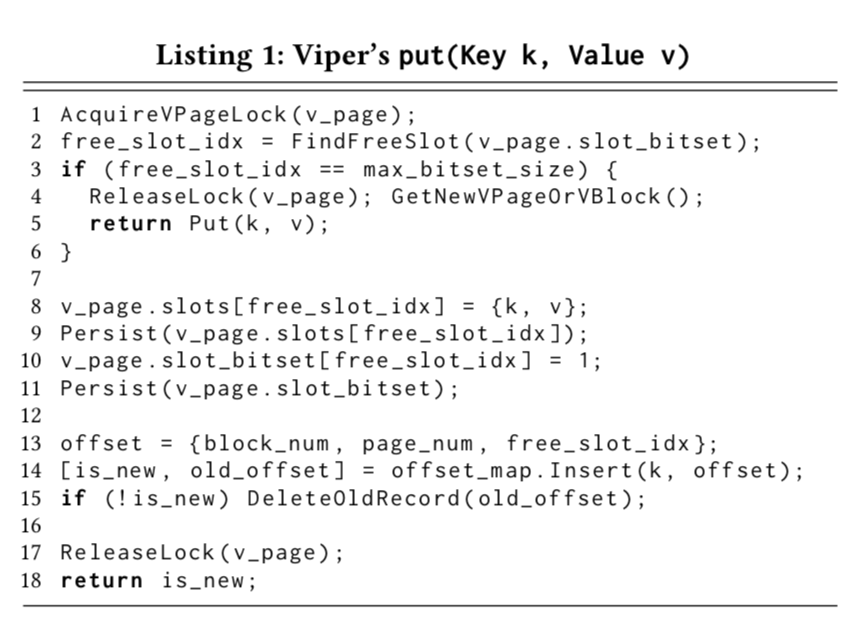 Listing 1: Viper's put(Key k, Value v)
1 AcquireVPageLock(v_page);
2 free_slot_idx = FindFreeSlot(v_page.slot_bitset);
3 if (free_slot_idx == max_bitset_size) {
4   ReleaseLock(v_page); GetNewVPageOrVBlock();
5   return Put(k, v);
6 }
7
8 v_page.slots[free_slot_idx] = {k, v};
9 Persist(v_page.slots[free_slot_idx]);
10 v_page.slot_bitset[free_slot_idx] = 1;
11 Persist(v_page.slot_bitset);
12
13 offset = {block_num, page_num, free_slot_idx};
14 [is_new, old_offset] = offset_map.Insert(k, offset);
15 if (!is_new) DeleteOldRecord(old_offset);
16
17 ReleaseLock(v_page);
18 return is_new;